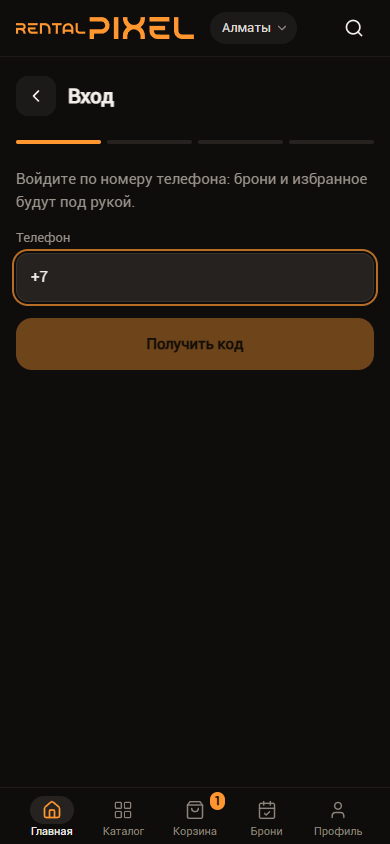 RENTAL PIXEL
Алматы
Вход
Войдите по номеру телефона: брони и избранное
будут под рукой.
Телефон
+7
Получить код
1
Главная
Каталог
Корзина
Брони
Профиль